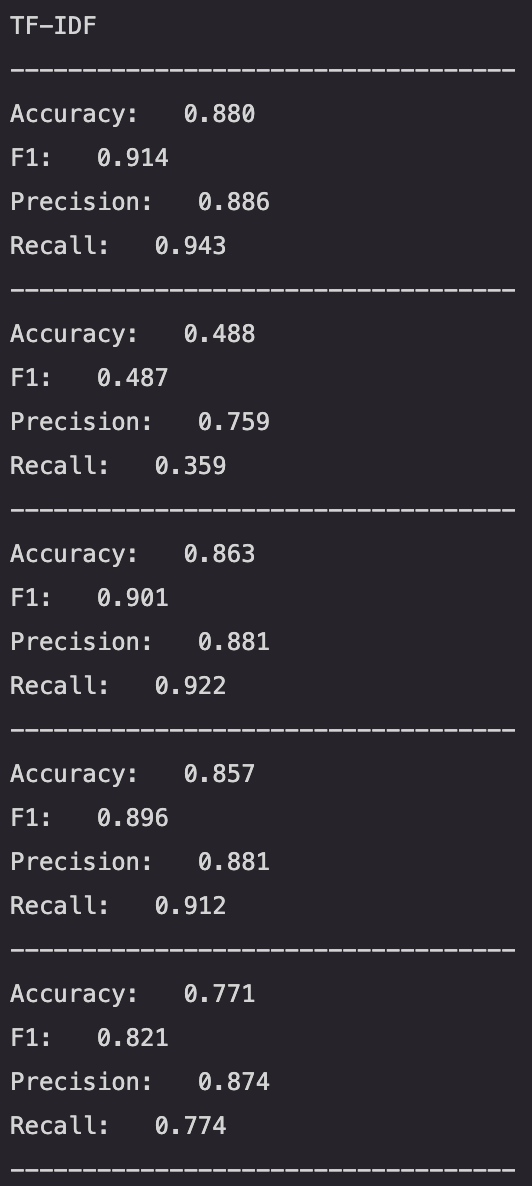 TF-IDF
-----------------------------------
Accuracy:   0.880
F1:   0.914
Precision:   0.886
Recall:   0.943
-----------------------------------
Accuracy:   0.488
F1:   0.487
Precision:   0.759
Recall:   0.359
-----------------------------------
Accuracy:   0.863
F1:   0.901
Precision:   0.881
Recall:   0.922
-----------------------------------
Accuracy:   0.857
F1:   0.896
Precision:   0.881
Recall:   0.912
-----------------------------------
Accuracy:   0.771
F1:   0.821
Precision:   0.874
Recall:   0.774
-----------------------------------